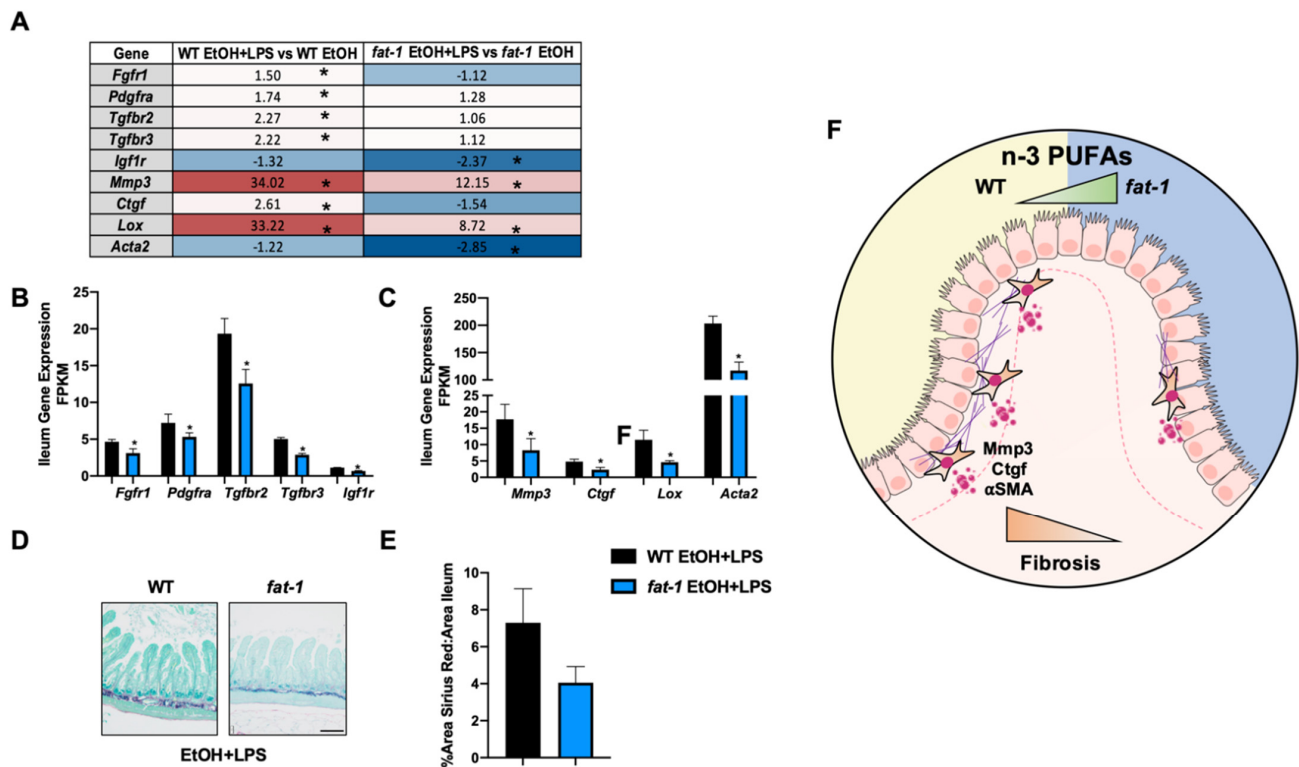 A
Gene WT EtOH+LPS vs WT EtOH fat-1 EtOH+LPS vs fat-1 EtOH
Fgfr1 1.50 * -1.12
Pdgfra 1.74 * 1.28
Tgfbr2 2.27 * 1.06
Tgfbr3 2.22 * 1.12
Igf1r -1.32 -2.37 *
Mmp3 34.02 * 12.15 *
Ctgf 2.61 * -1.54
Lox 33.22 * 8.72 *
Acta2 -1.22 -2.85 *
B
Ileum Gene Expression
FPKM
25
20
15
10
5
0
* * * * *
Fgfr1 Pdgfra Tgfbr2 Tgfbr3 Igf1r
C
Ileum Gene Expression
FPKM
250
200
150
100
25
20
15
10
5
0
* * * *
F
Mmp3 Ctgf Lox Acta2
D
WT fat-1
EtOH+LPS
E
%Area Sirius Red:Area Ileum
10
8
6
4
2
0
WT EtOH+LPS
fat-1 EtOH+LPS
F
n-3 PUFAs
WT fat-1
Mmp3
Ctgf
αSMA
Fibrosis